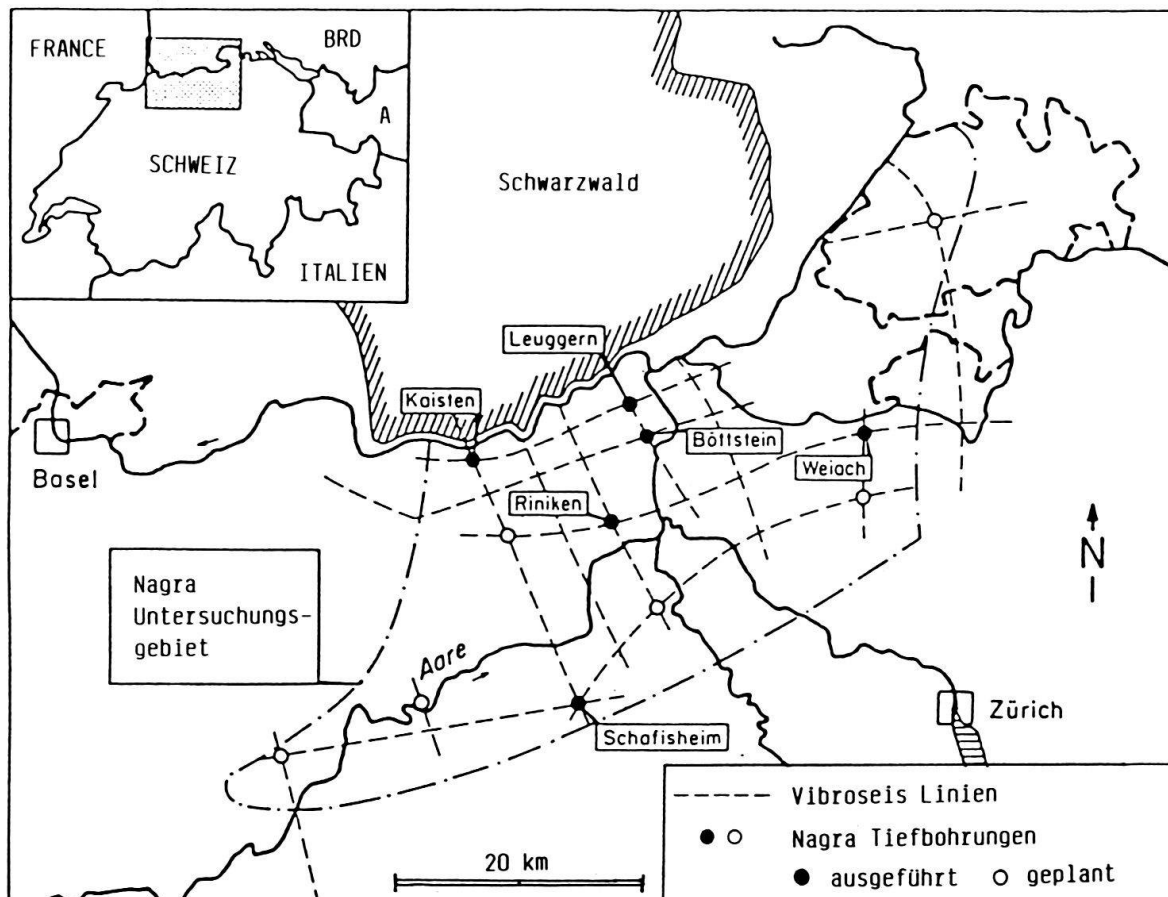 FRANCE
BRD
A
SCHWEIZ
ITALIEN
Schwarzwald
Leuggern
Kaisten
Böttstein
Basel
Weiach
Riniken
N
Nagra
Untersuchungs-
gebiet
Aare
Zürich
Schafisheim
Vibroseis Linien
Nagra Tiefbohrungen
20 km
ausgeführt
geplant